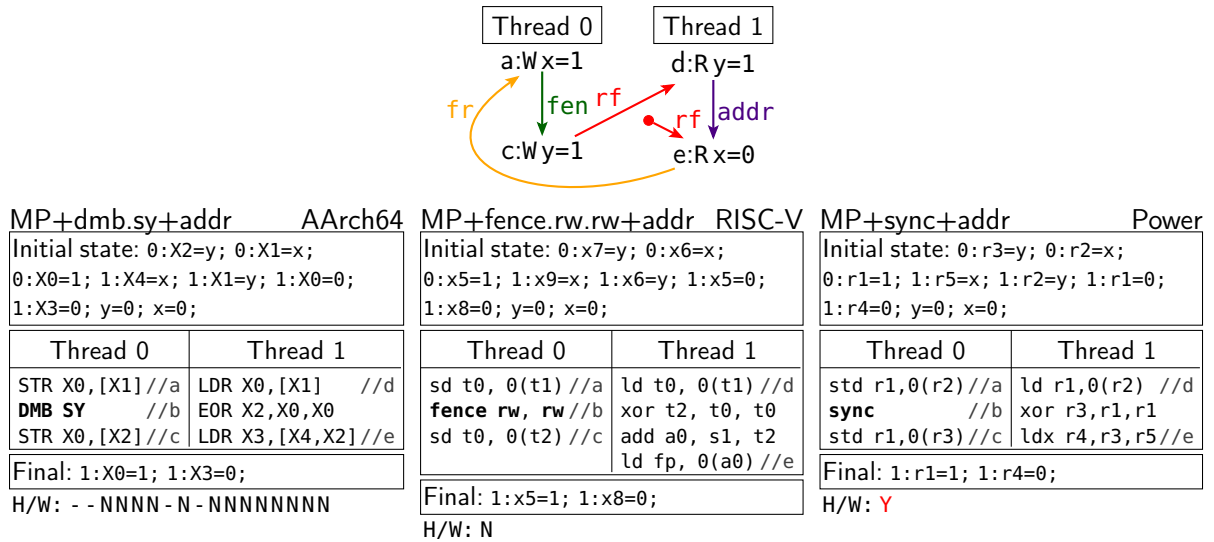 Thread 0 Thread 1
a:W x=1 d:R y=1
fr fen rf rf addr
c:W y=1 e:R x=0
MP+dmb.sy+addr AArch64
Initial state: 0:X2=y; 0:X1=x;
0:X0=1; 1:X4=x; 1:X1=y; 1:X0=0;
1:X3=0; y=0; x=0;
Thread 0 Thread 1
STR X0,[X1]//a LDR X0,[X1] //d
DMB SY //b EOR X2,X0,X0
STR X0,[X2]//c LDR X3,[X4,X2]//e
Final: 1:X0=1; 1:X3=0;
H/W: --NNNN-N-NNNNNNNN
MP+fence.rw.rw+addr RISC-V
Initial state: 0:x7=y; 0:x6=x;
0:x5=1; 1:x9=x; 1:x6=y; 1:x5=0;
1:x8=0; y=0; x=0;
Thread 0 Thread 1
sd t0, 0(t1)//a ld t0, 0(t1)//d
fence rw, rw//b xor t2, t0, t0
sd t0, 0(t2)//c add a0, s1, t2
ld fp, 0(a0)//e
Final: 1:x5=1; 1:x8=0;
H/W: N
MP+sync+addr Power
Initial state: 0:r3=y; 0:r2=x;
0:r1=1; 1:r5=x; 1:r2=y; 1:r1=0;
1:r4=0; y=0; x=0;
Thread 0 Thread 1
std r1,0(r2)//a ld r1,0(r2) //d
sync //b xor r3,r1,r1
std r1,0(r3)//c ldx r4,r3,r5//e
Final: 1:r1=1; 1:r4=0;
H/W: Y